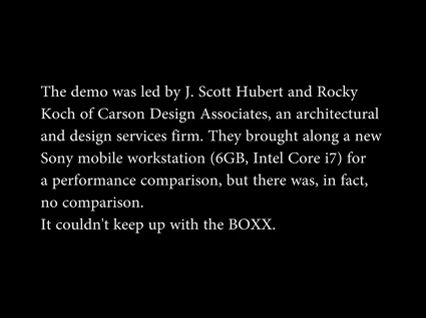 The demo was led by J. Scott Hubert and Rocky
Koch of Carson Design Associates, an architectural
and design services firm. They brought along a new
Sony mobile workstation (6GB, Intel Core i7) for
a performance comparison, but there was, in fact,
no comparison.
It couldn't keep up with the BOXX.